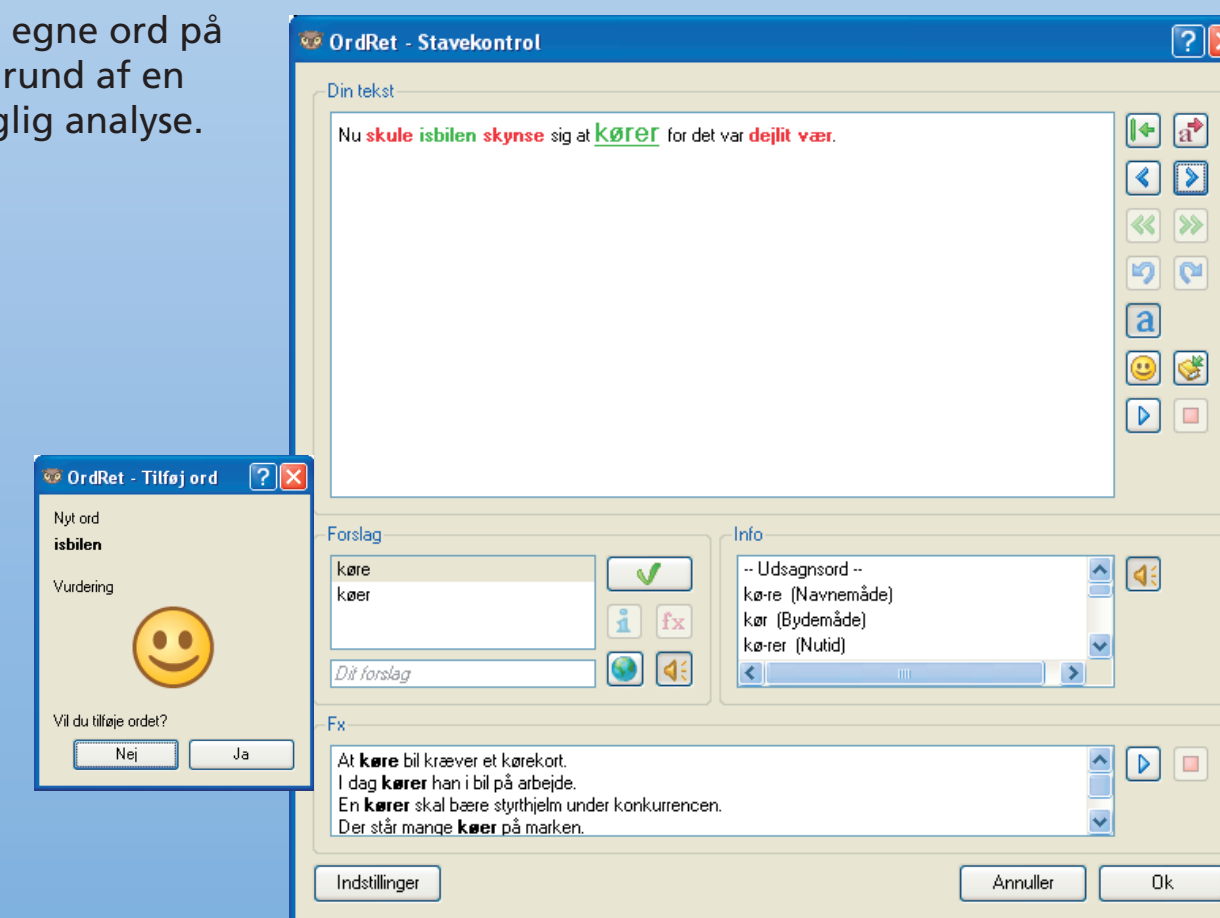 egne ord på
rund af en
glig analyse.
OrdRet - Stavekontrol
Din tekst
Nu skule isbilen skynse sig at kører for det var dejlit vær.
a
a
OrdRet - Tilføj ord
Nyt ord
isbilen
Vurdering
Vil du tilføje ordet?
Nej
Ja
Forslag
køre
køer
i
fx
Dit forslag
Info
-- Udsagnsord --
kø-re (Navnemåde)
kør (Bydemåde)
kø-rer (Nutid)
Fx
At køre bil kræver et kørekort.
I dag kører han i bil på arbejde.
En kører skal bære styrthjelm under konkurrencen.
Der står mange køer på marken.
Indstillinger
Annuller
Ok